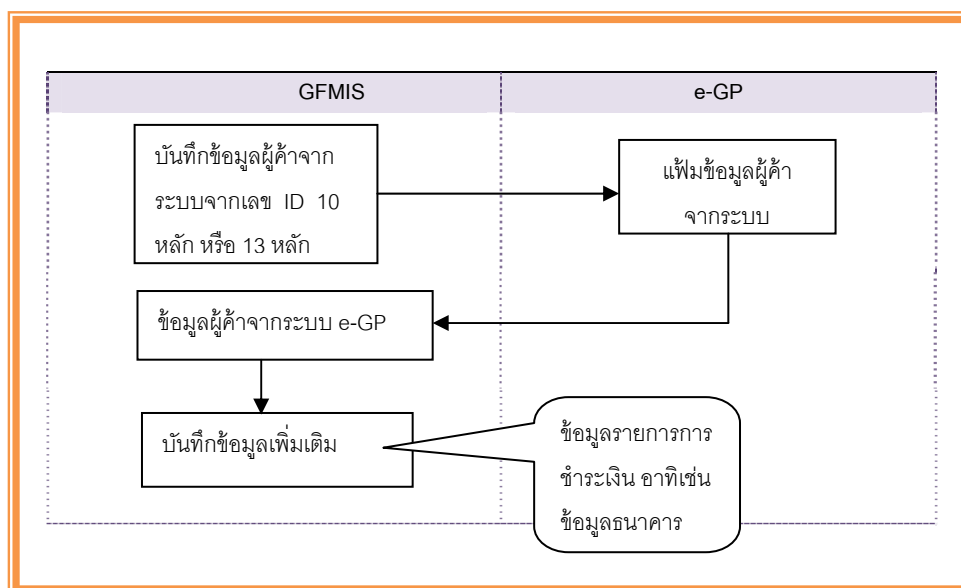 GFMIS
e-GP
บันทึกข้อมูลผู้ค้าจาก
ระบบจากเลข ID 10
หลัก หรือ 13 หลัก
แฟ้มข้อมูลผู้ค้า
จากระบบ
ข้อมูลผู้ค้าจากระบบ e-GP
บันทึกข้อมูลเพิ่มเติม
ข้อมูลรายการการ
ชำระเงิน อาทิเช่น
ข้อมูลธนาคาร